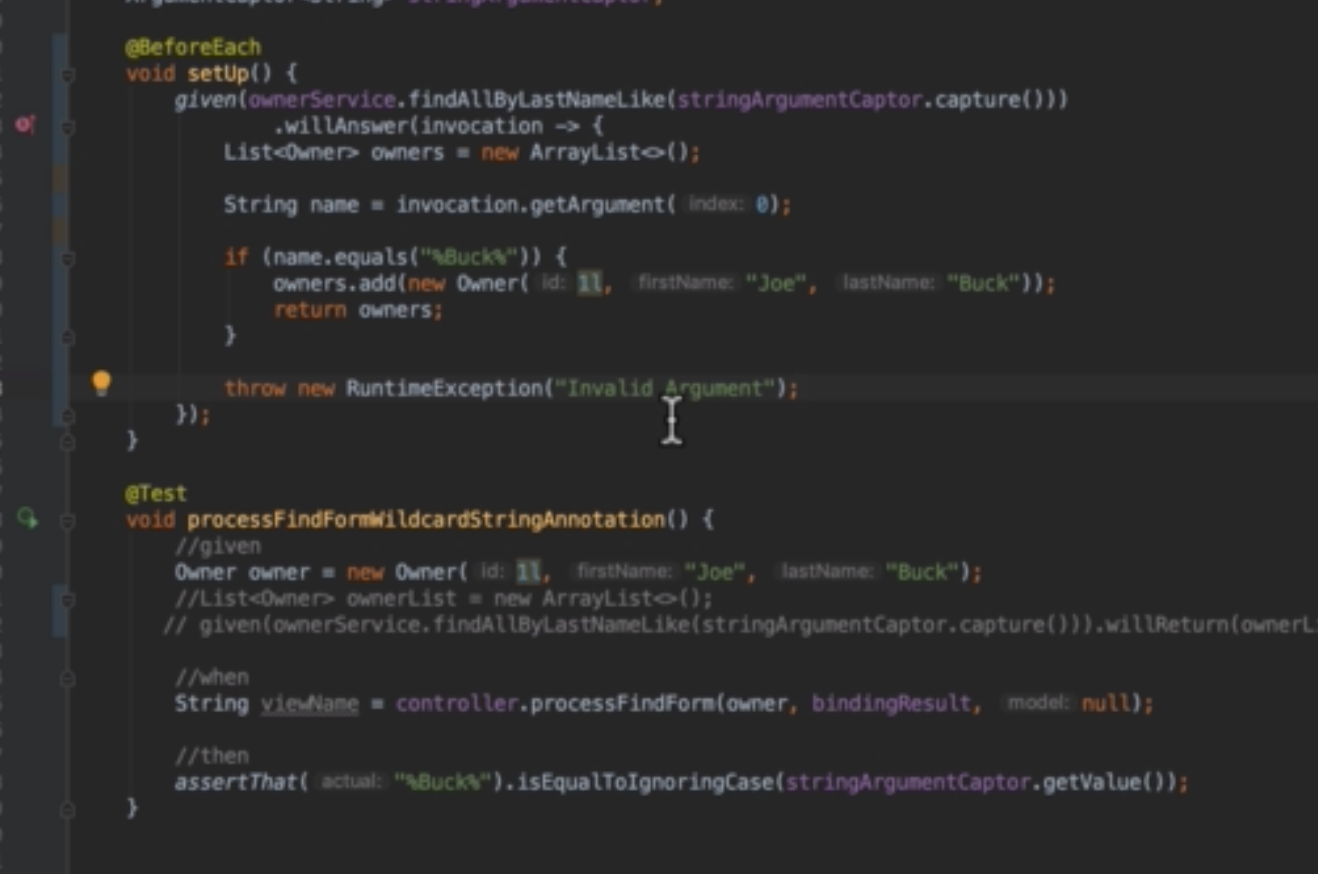 ArgumentCaptor<String> stringArgumentCaptor;
@BeforeEach
void setUp() {
given(ownerService.findAllByLastNameLike(stringArgumentCaptor.capture()))
.willAnswer(invocation -> {
List<Owner> owners = new ArrayList<>();
String name = invocation.getArgument( index: 0);
if (name.equals("%Buck%")) {
owners.add(new Owner( id: 1l, firstName: "Joe", lastName: "Buck"));
return owners;
}
throw new RuntimeException("Invalid Argument");
});
}
@Test
void processFindFormWildcardStringAnnotation() {
//given
Owner owner = new Owner( id: 1l, firstName: "Joe", lastName: "Buck");
//List<Owner> ownerList = new ArrayList<>();
// given(ownerService.findAllByLastNameLike(stringArgumentCaptor.capture())).willReturn(ownerL
//when
String viewName = controller.processFindForm(owner, bindingResult, model: null);
//then
assertThat( actual: "%Buck%").isEqualToIgnoringCase(stringArgumentCaptor.getValue());
}